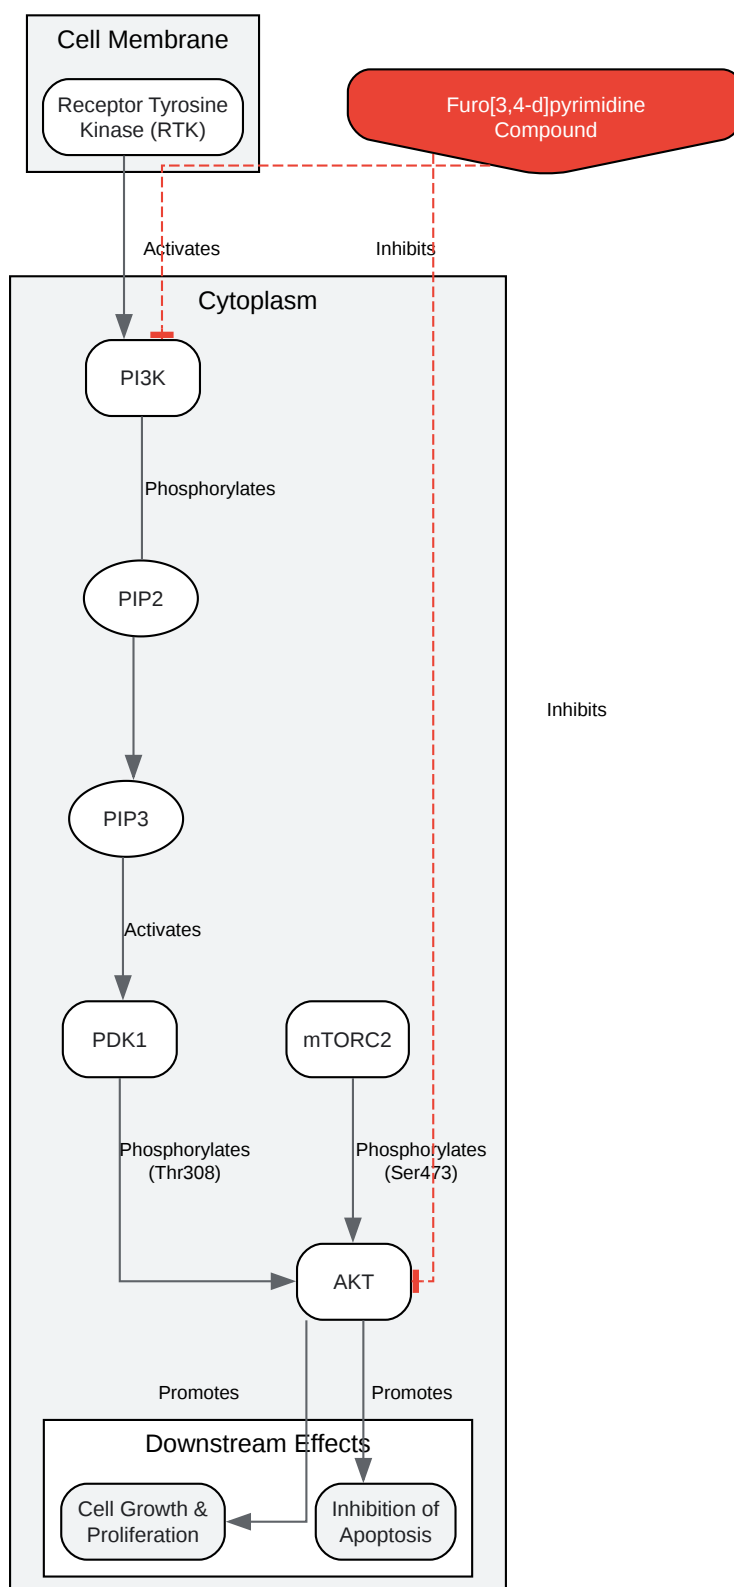 Cell Membrane
Receptor Tyrosine
Kinase (RTK)
Furo[3,4-d]pyrimidine
Compound
Activates
Inhibits
Cytoplasm
PI3K
Phosphorylates
PIP2
Inhibits
PIP3
Activates
PDK1
mTORC2
Phosphorylates
(Thr308)
Phosphorylates
(Ser473)
AKT
Promotes
Promotes
Downstream Effects
Cell Growth &
Proliferation
Inhibition of
Apoptosis